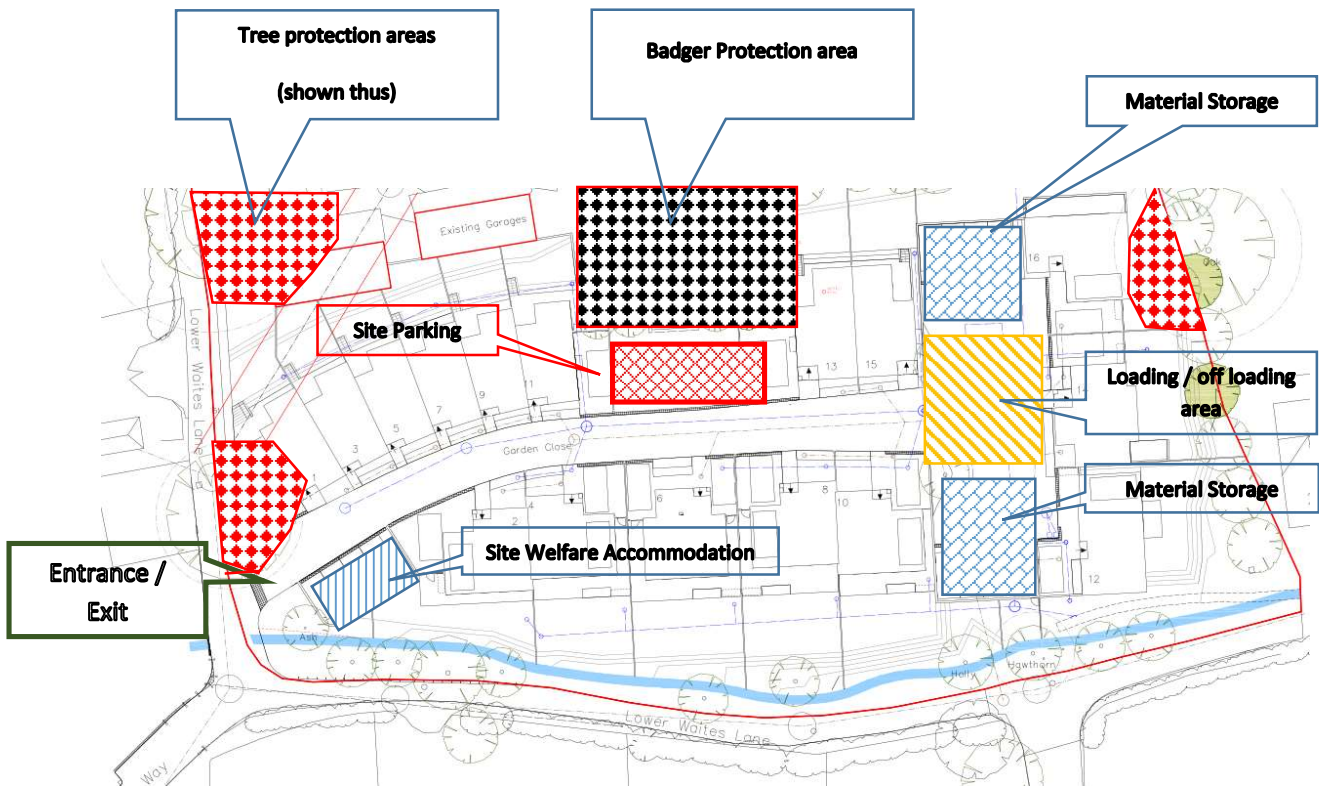 Tree protection areas
(shown thus)
Badger Protection area
Material Storage
Existing Garages
Site Parking
Lower Waites Lane
16
Oak
13
15
Loading / off loading
area
14
11
9
7
5
3
1
Garden Close
Material Storage
2
4
6
8
10
12
Site Welfare Accommodation
Entrance /
Exit
Ash
Holly
Hawthorn
Lower Waites Lane
Way